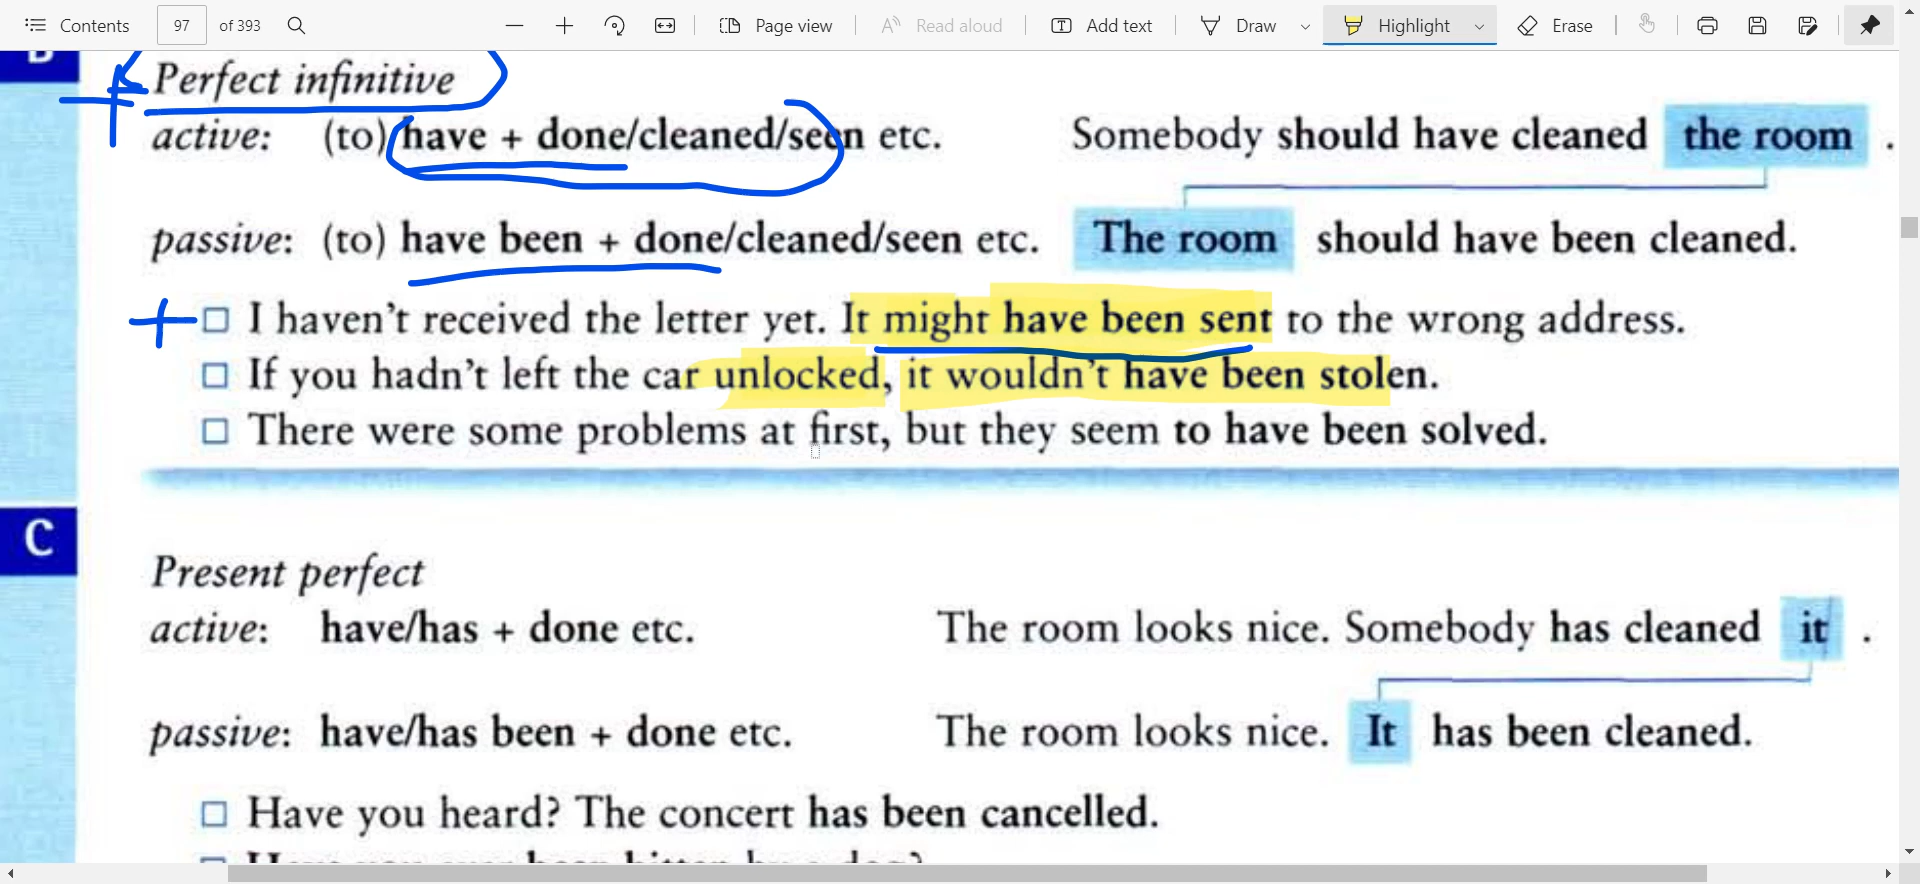 Contents 97 of 393 Page view Read aloud Add text Draw Highlight Erase
B
Perfect infinitive
active: (to) have + done/cleaned/seen etc. Somebody should have cleaned the room .
passive: (to) have been + done/cleaned/seen etc. The room should have been cleaned.
I haven't received the letter yet. It might have been sent to the wrong address.
If you hadn't left the car unlocked, it wouldn't have been stolen.
There were some problems at first, but they seem to have been solved.
C
Present perfect
active: have/has + done etc. The room looks nice. Somebody has cleaned it .
passive: have/has been + done etc. The room looks nice. It has been cleaned.
Have you heard? The concert has been cancelled.